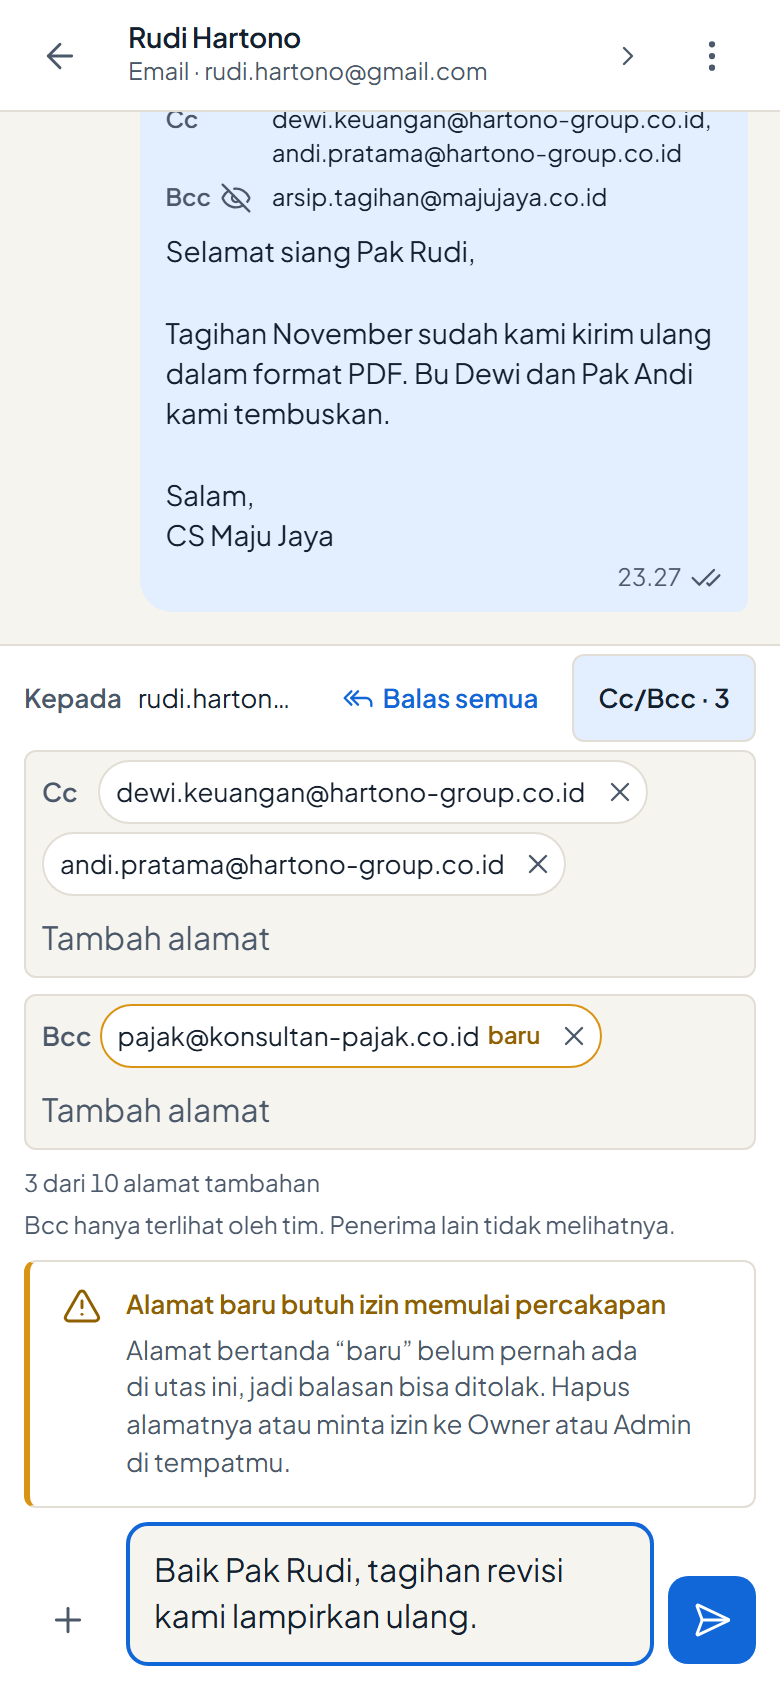 Rudi Hartono
Email · rudi.hartono@gmail.com
Cc dewi.keuangan@hartono-group.co.id,
andi.pratama@hartono-group.co.id
Bcc arsip.tagihan@majujaya.co.id
Selamat siang Pak Rudi,
Tagihan November sudah kami kirim ulang
dalam format PDF. Bu Dewi dan Pak Andi
kami tembuskan.
Salam,
CS Maju Jaya
23.27
Kepada rudi.harton… Balas semua Cc/Bcc · 3
Cc dewi.keuangan@hartono-group.co.id
andi.pratama@hartono-group.co.id
Tambah alamat
Bcc pajak@konsultan-pajak.co.id baru
Tambah alamat
3 dari 10 alamat tambahan
Bcc hanya terlihat oleh tim. Penerima lain tidak melihatnya.
Alamat baru butuh izin memulai percakapan
Alamat bertanda “baru” belum pernah ada
di utas ini, jadi balasan bisa ditolak. Hapus
alamatnya atau minta izin ke Owner atau Admin
di tempatmu.
Baik Pak Rudi, tagihan revisi
kami lampirkan ulang.